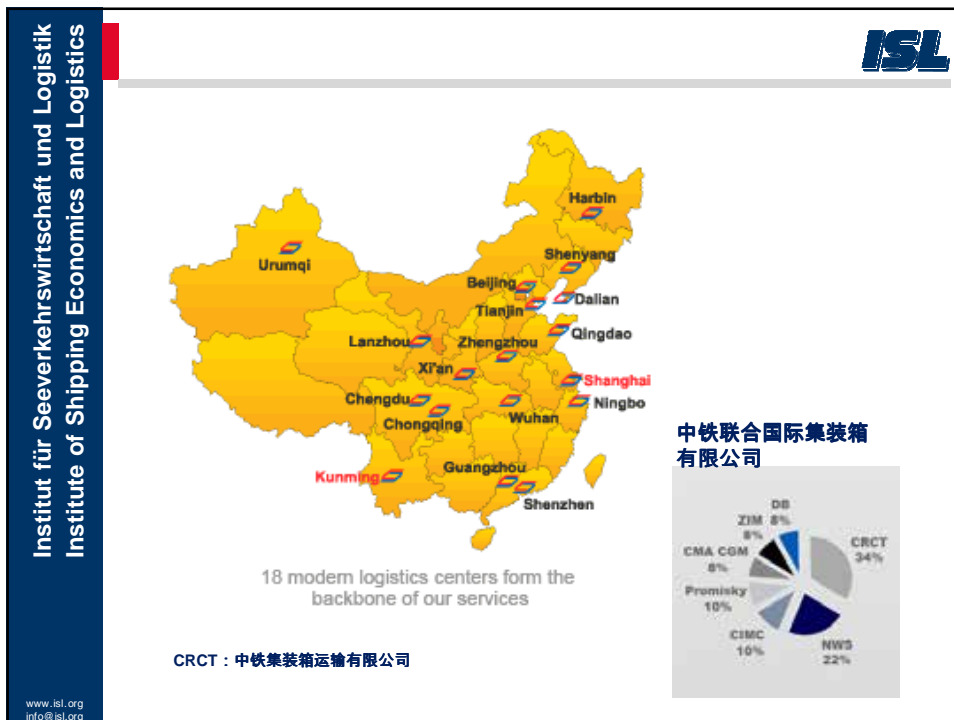 Institut für Seeverkehrswirtschaft und Logistik
Institute of Shipping Economics and Logistics
ISL
Harbin
Urumqi
Shenyang
Beijing
Dalian
Tianjin
Qingdao
Lanzhou
Zhengzhou
Xi'an
Shanghai
Chengdu
Ningbo
Chongqing
Wuhan
Kunming
Guangzhou
Shenzhen
18 modern logistics centers form the
backbone of our services
CRCT：中铁集装箱运输有限公司
中铁联合国际集装箱
有限公司
DB
8%
ZIM
8%
CRCT
34%
CMA CGM
8%
Promisky
10%
CIMC
10%
NWS
22%
www.isl.org
info@isl.org